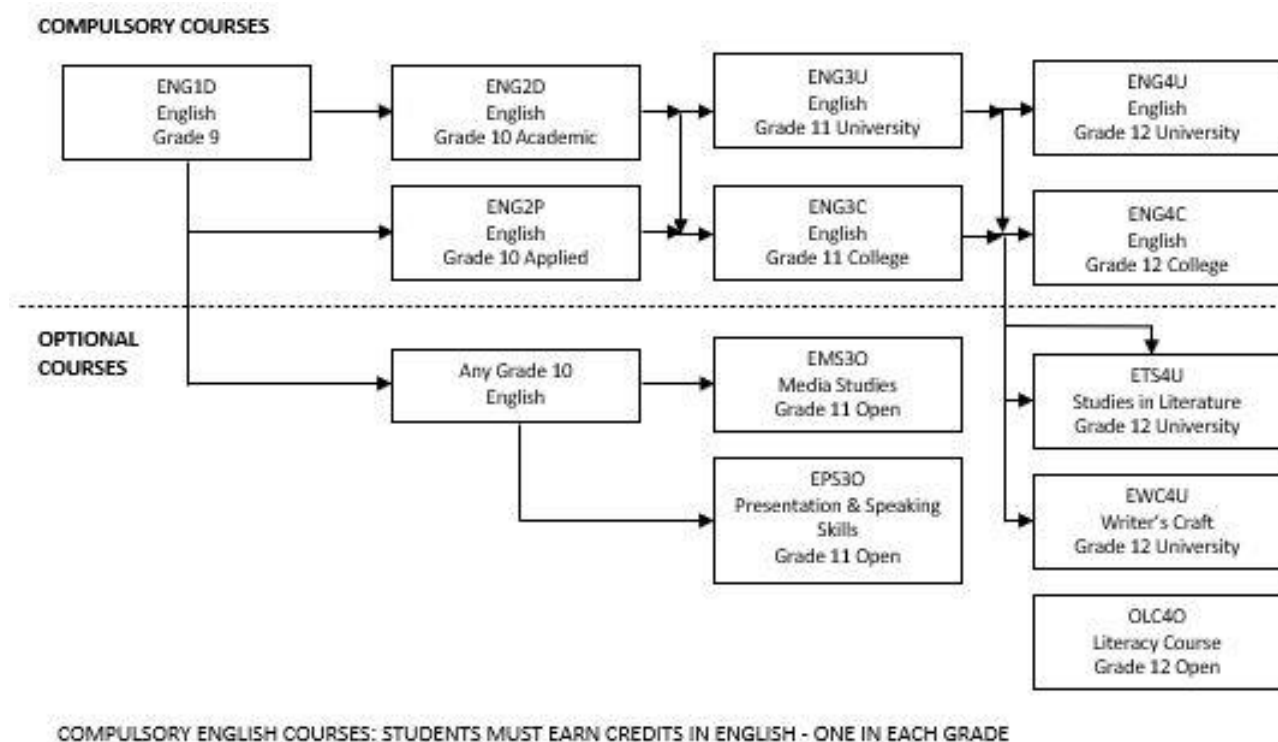 COMPULSORY COURSES
ENG1D
English
Grade 9
ENG2D
English
Grade 10 Academic
ENG3U
English
Grade 11 University
ENG4U
English
Grade 12 University
ENG2P
English
Grade 10 Applied
ENG3C
English
Grade 11 College
ENG4C
English
Grade 12 College
OPTIONAL
COURSES
Any Grade 10
English
EMS3O
Media Studies
Grade 11 Open
ETS4U
Studies in Literature
Grade 12 University
EPS3O
Presentation & Speaking
Skills
Grade 11 Open
EWC4U
Writer's Craft
Grade 12 University
OLC4O
Literacy Course
Grade 12 Open
COMPULSORY ENGLISH COURSES: STUDENTS MUST EARN CREDITS IN ENGLISH - ONE IN EACH GRADE